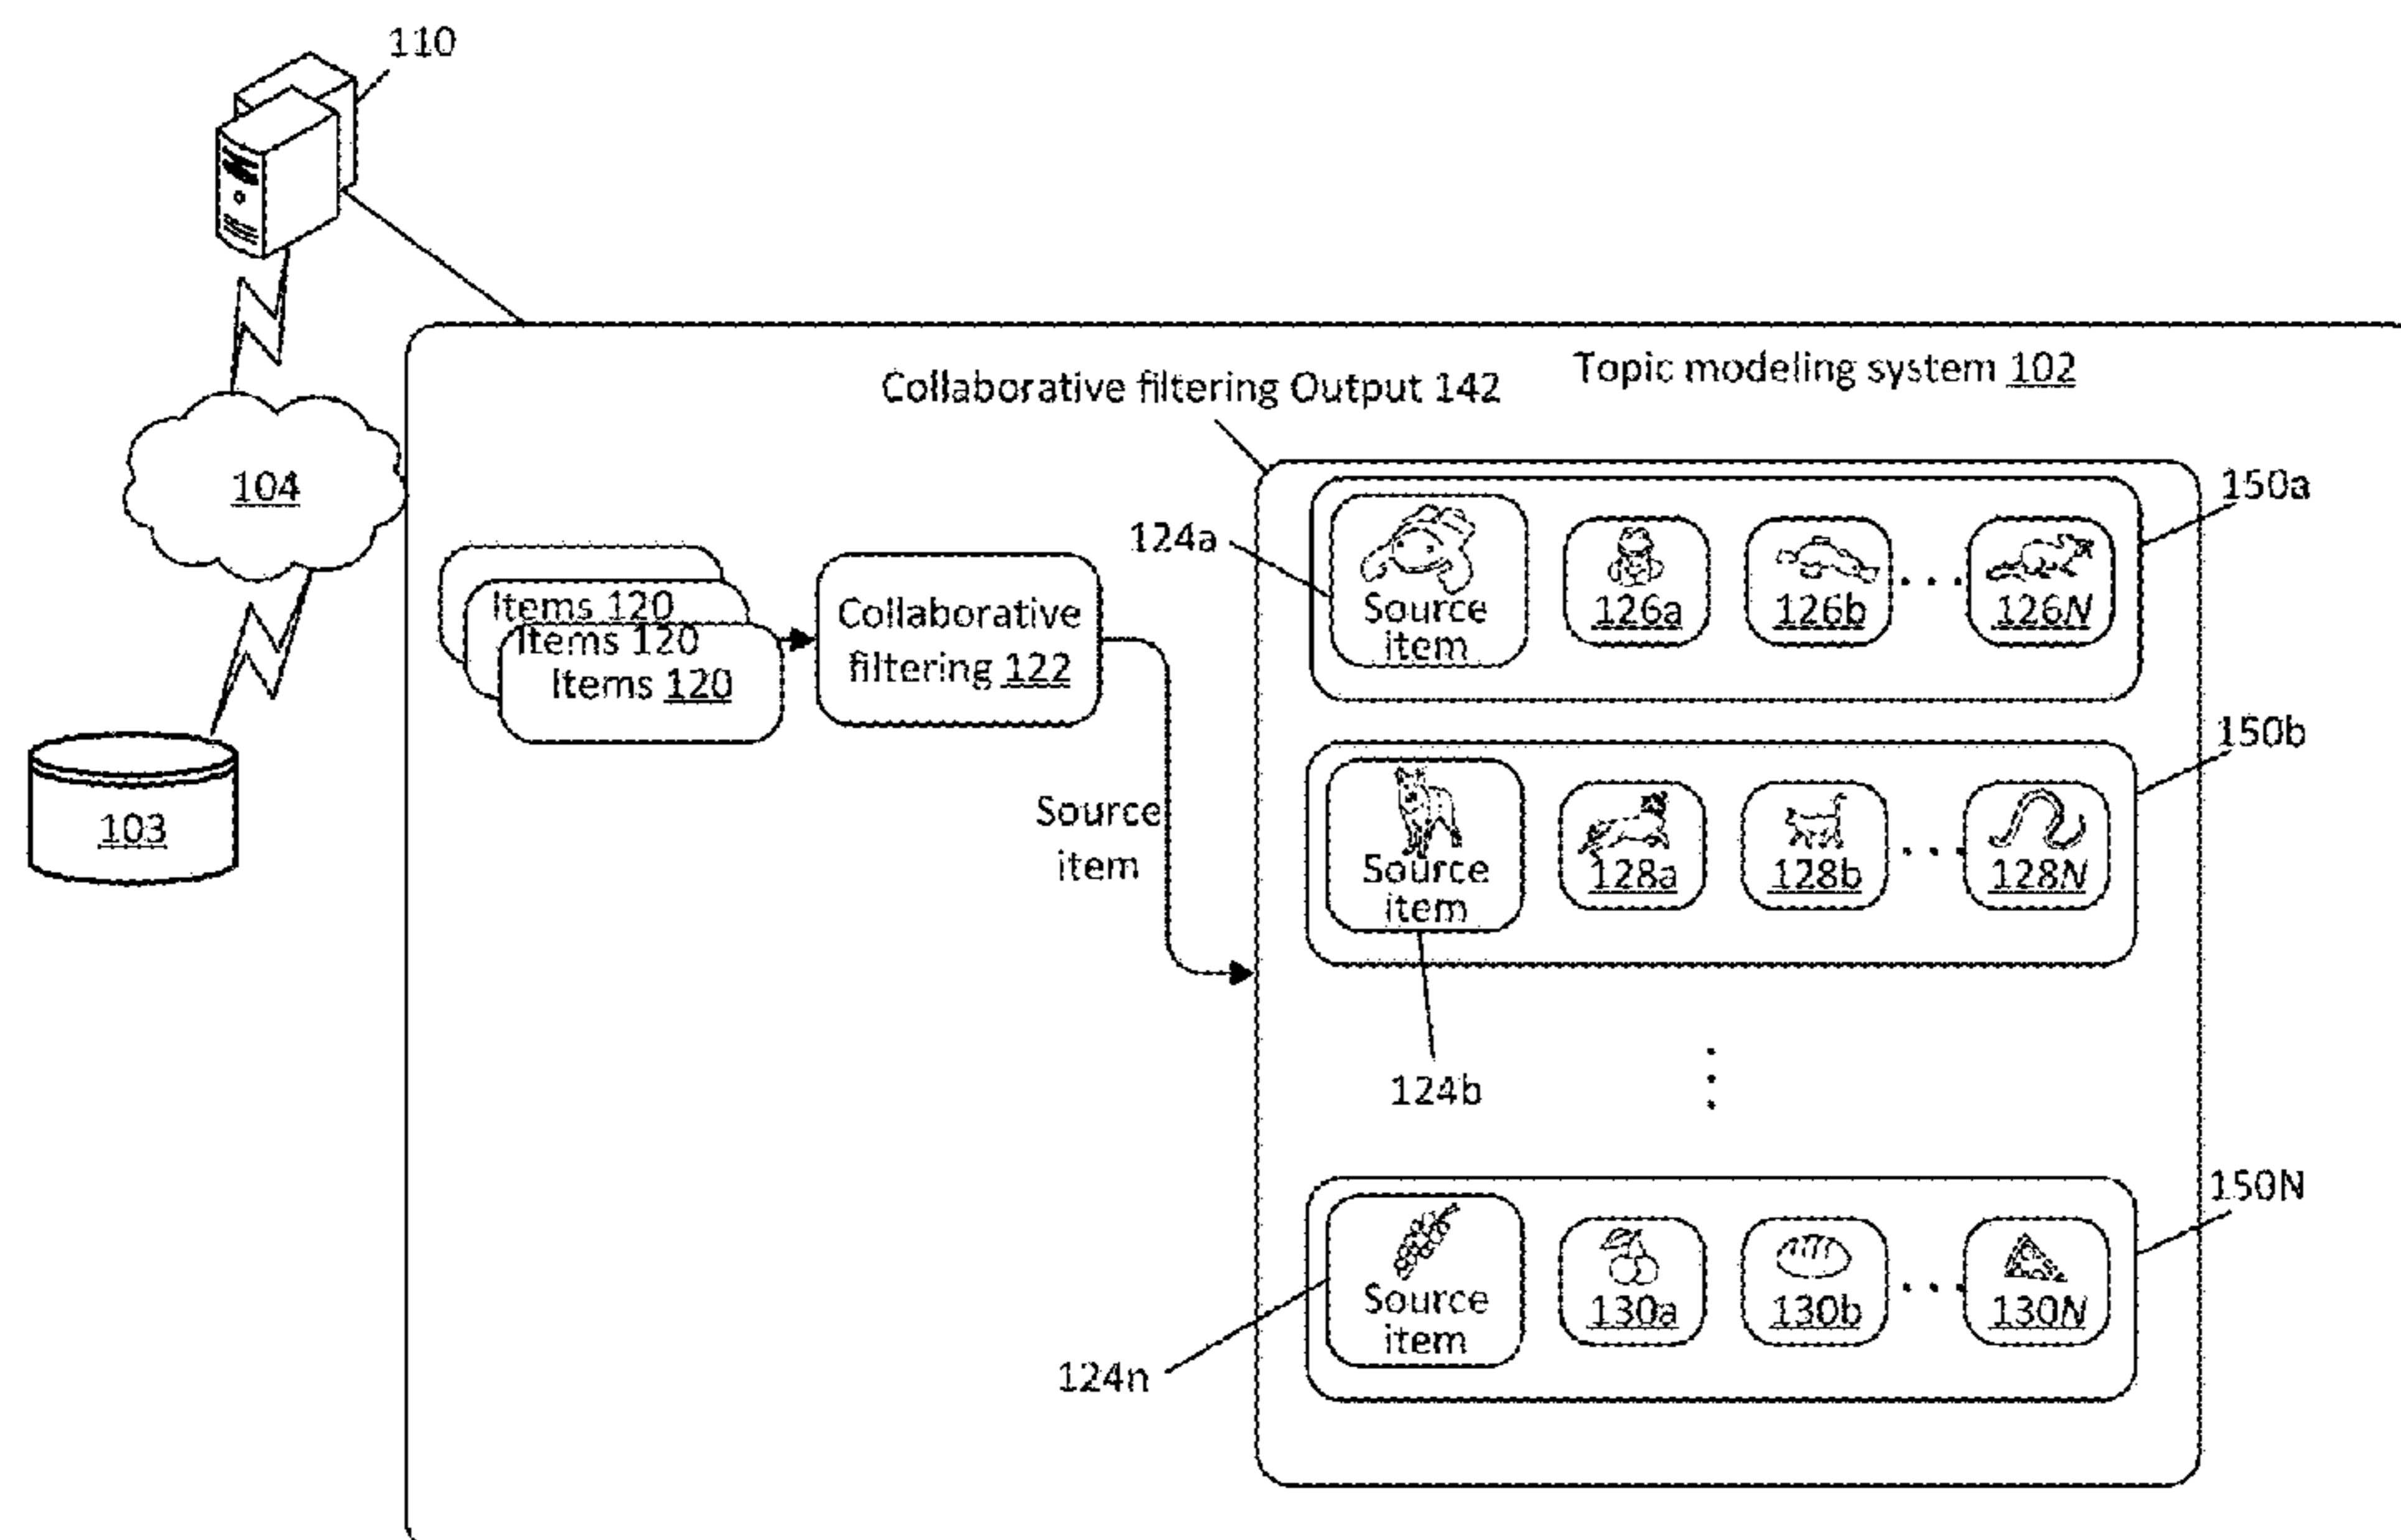 110
Topic modeling system 102
Collaborative filtering Output 142
104
150a
124a
Source
item
126a
126b
126N
Items 120
Items 120
Items 120
Collaborative
filtering 122
150b
Source
item
103
Source
item
128a
128b
128N
124b
150N
Source
item
130a
130b
130N
124n